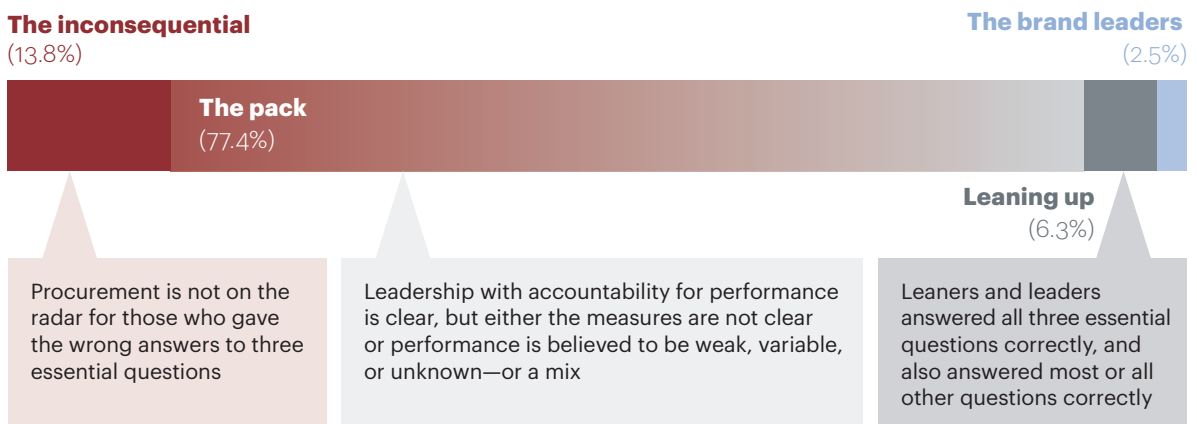 The inconsequential
(13.8%)
The brand leaders
(2.5%)
The pack
(77.4%)
Leaning up
(6.3%)
Procurement is not on the
radar for those who gave
the wrong answers to three
essential questions
Leadership with accountability for performance
is clear, but either the measures are not clear
or performance is believed to be weak, variable,
or unknown—or a mix
Leaners and leaders
answered all three essential
questions correctly, and
also answered most or all
other questions correctly